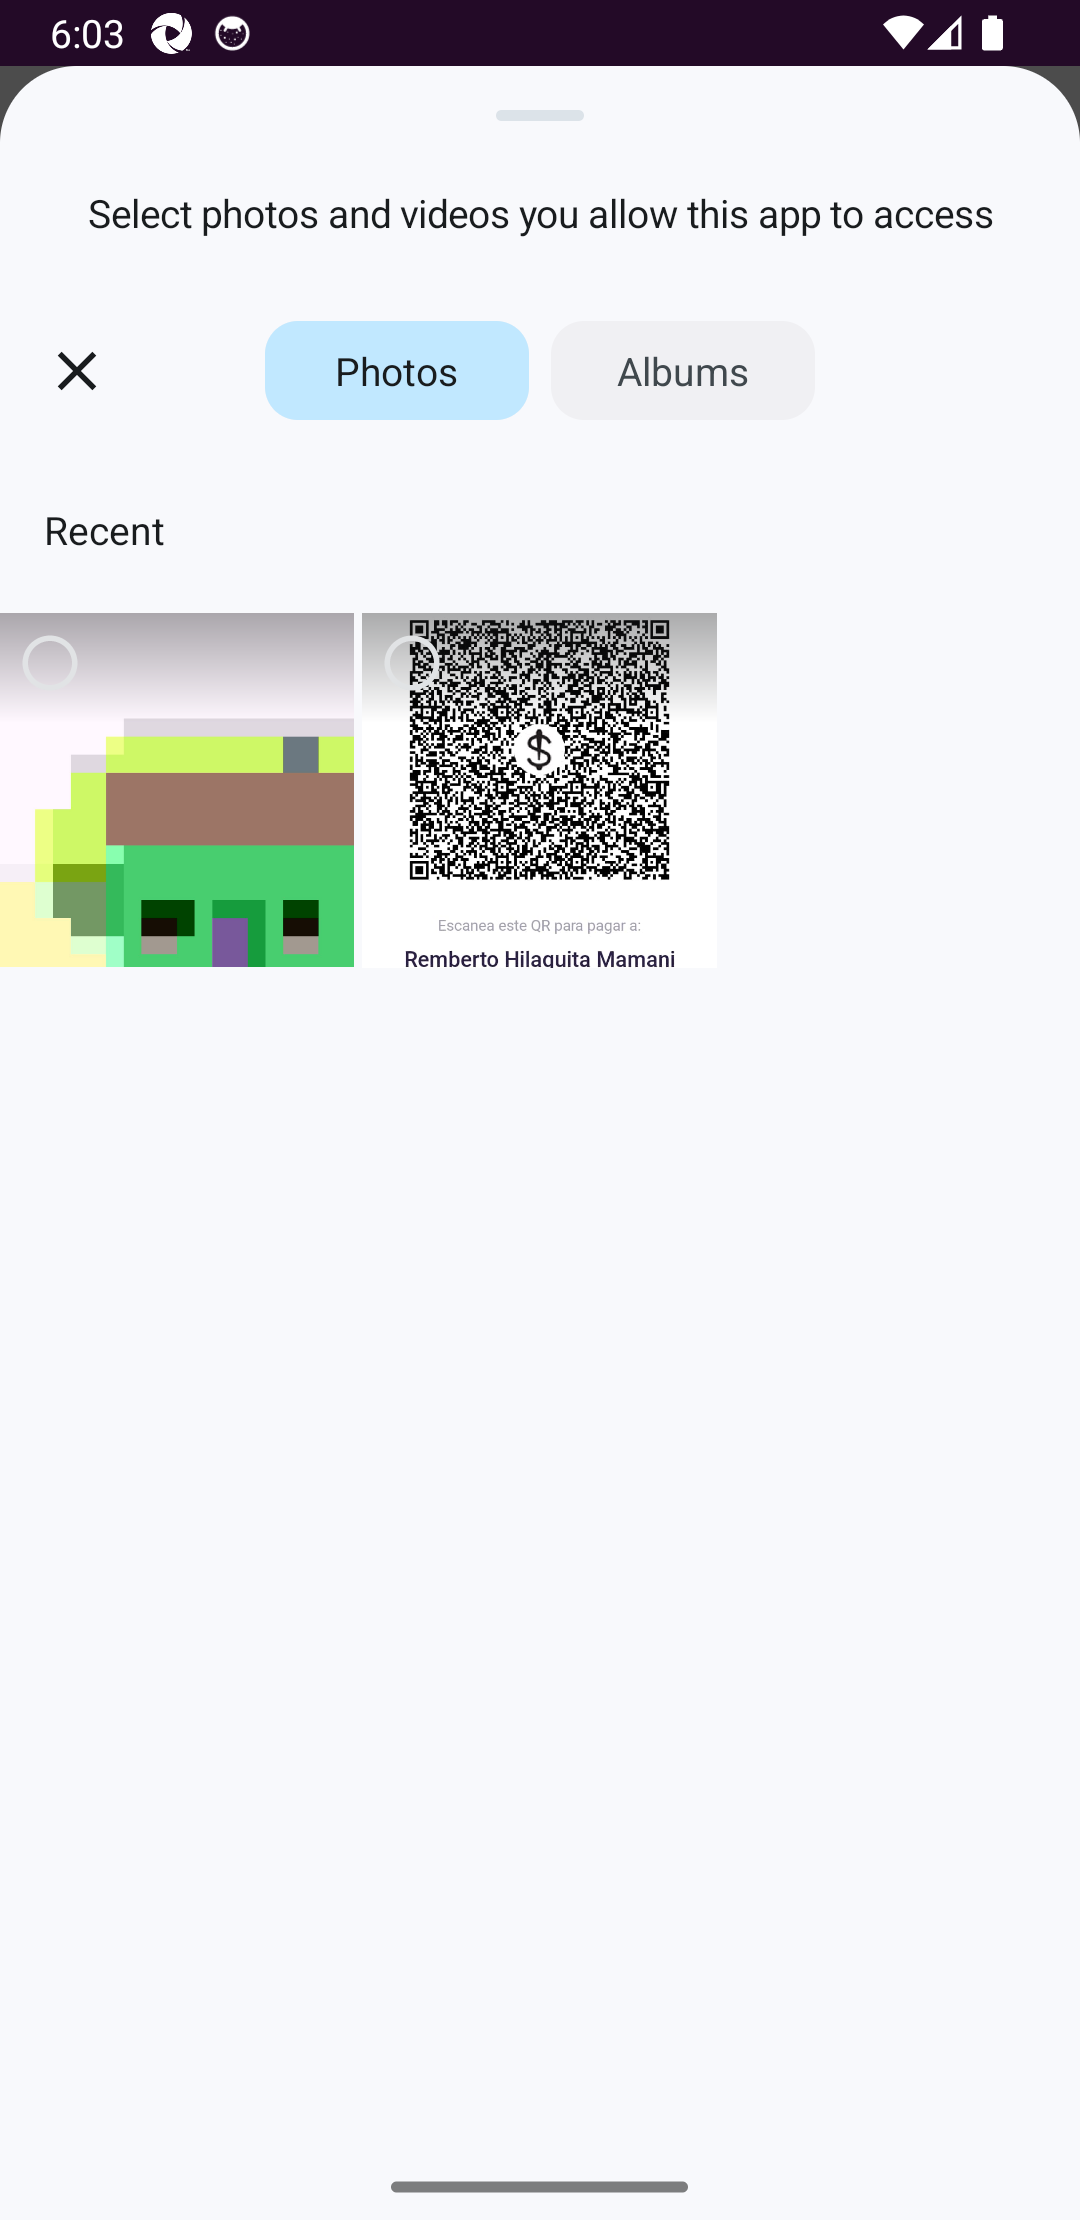 6:03
Select photos and videos you allow this app to access
Photos
Albums
Recent
Escanea este QR para pagar a:
Remberto Hilaquita Mamani